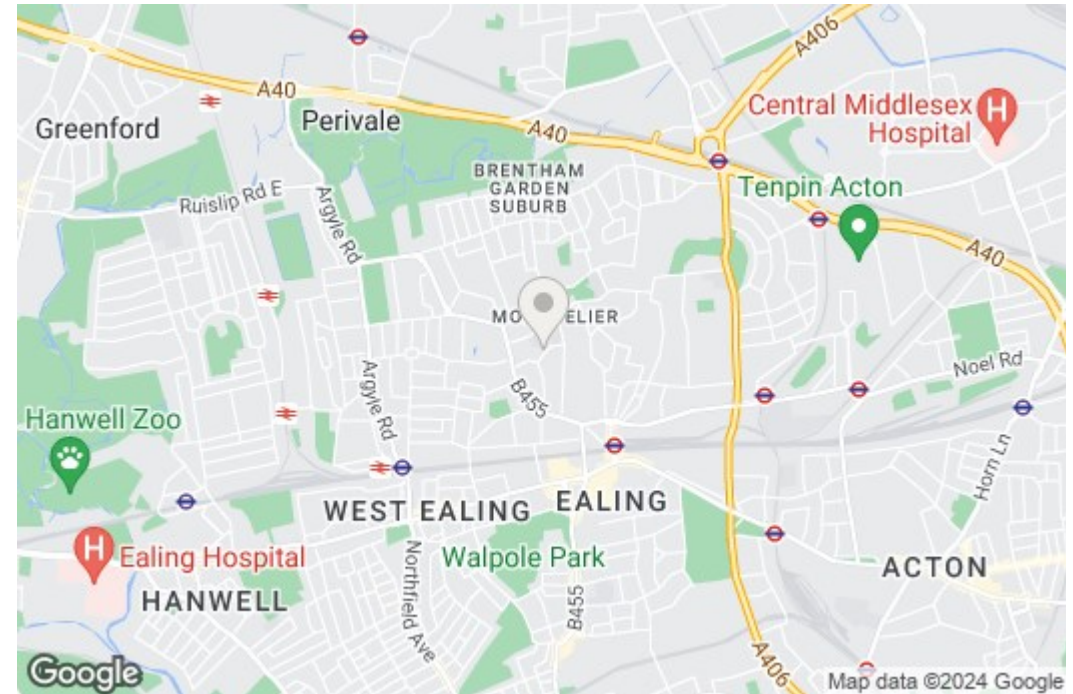 A406
A40
Central Middlesex
Hospital
H
Greenford
Perivale
A40
BRENTHAM
GARDEN
SUBURB
Tenpin Acton
Ruislip Rd E
Argyle Rd
A40
MO
ELIER
Noel Rd
Argyle Rd
B455
Hanwell Zoo
Horn Ln
WEST EALING
EALING
H
Ealing Hospital
Walpole Park
ACTON
HANWELL
Northfield Ave
B455
A406
Google
Map data ©2024 Google